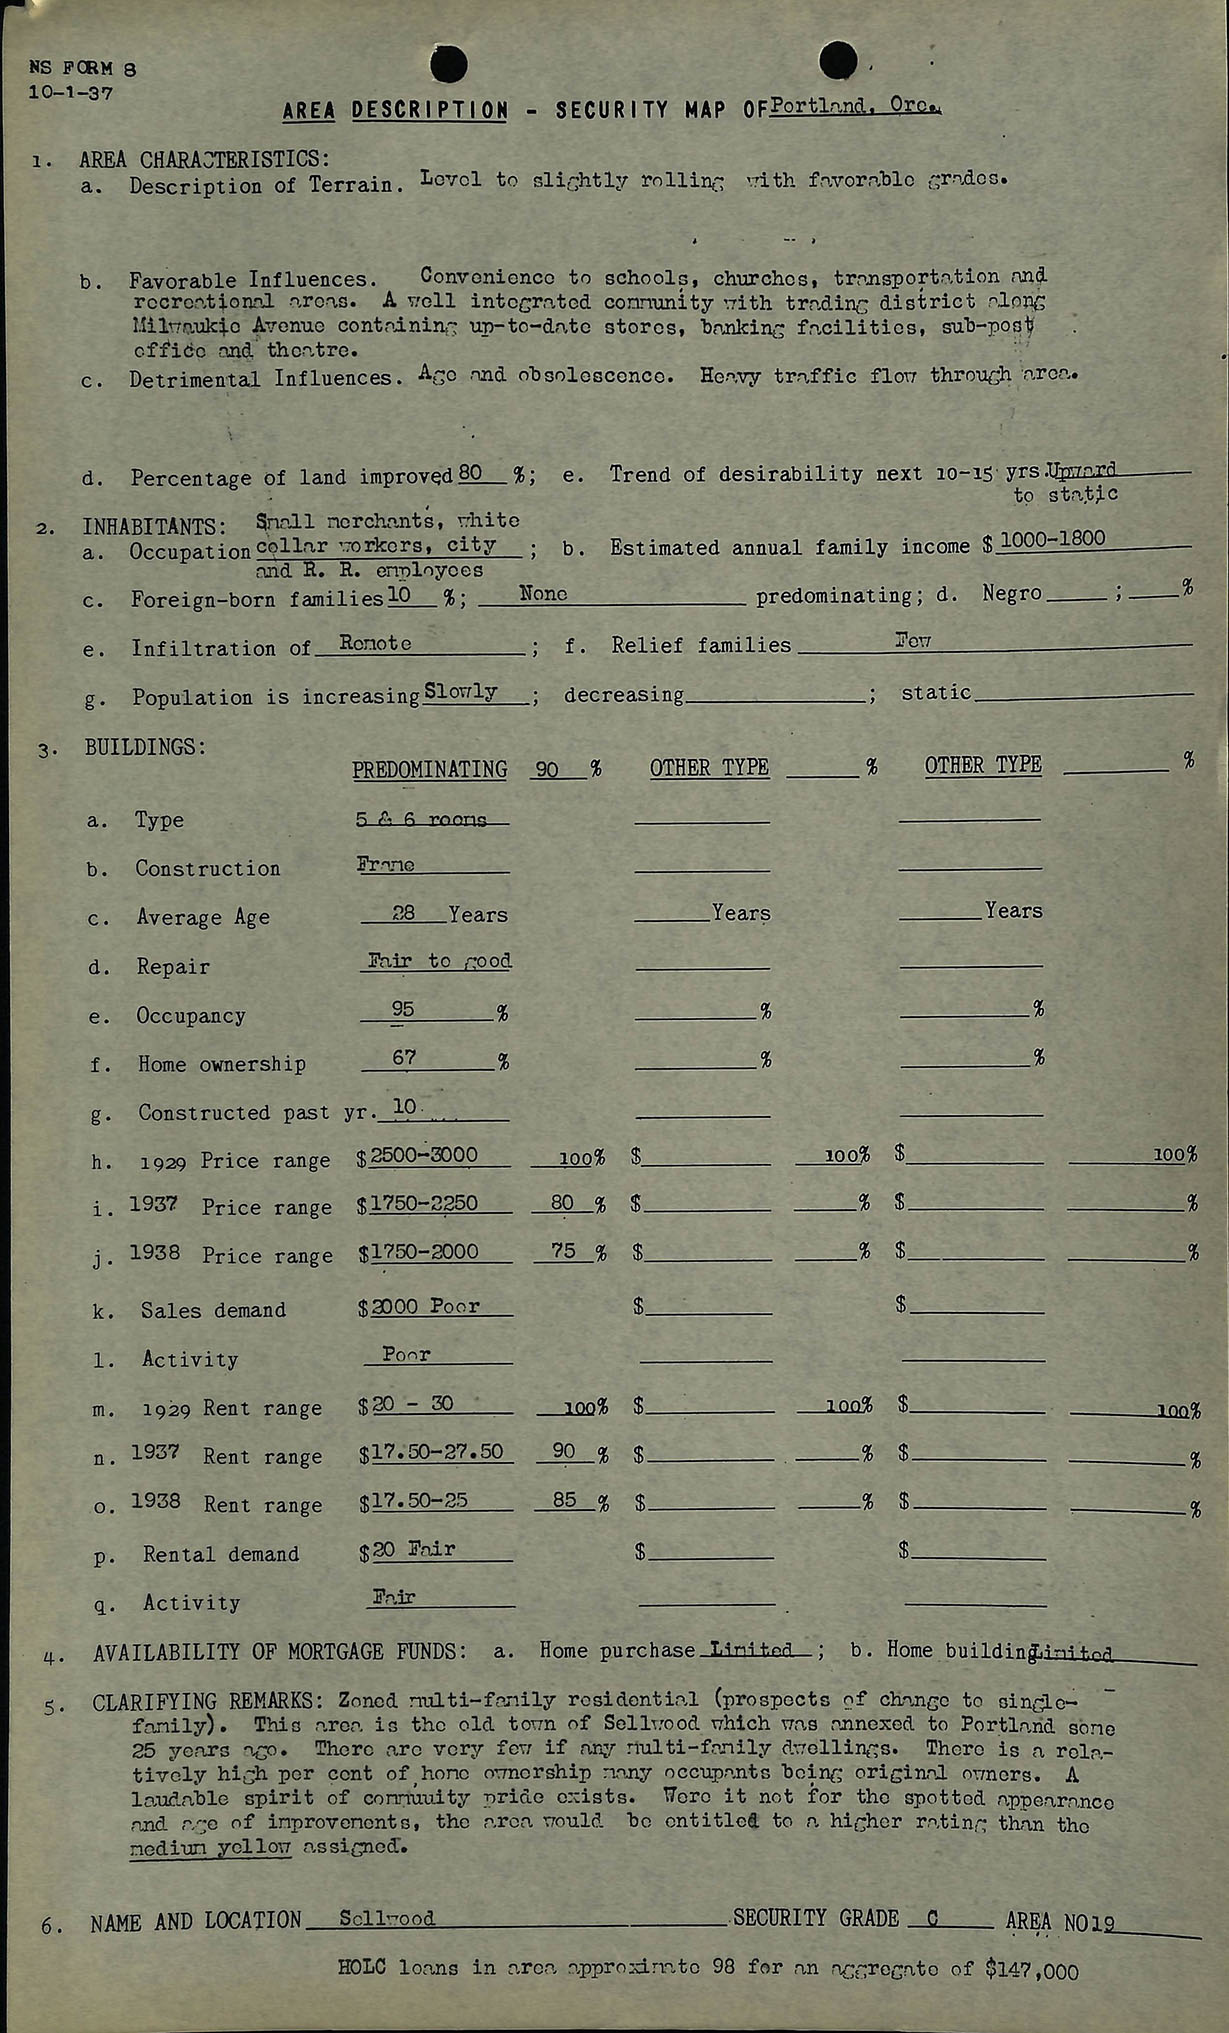 NS FORM 8
10-1-37
AREA DESCRIPTION - SECURITY MAP OF Portland, Ore.
1. AREA CHARACTERISTICS:
a. Description of Terrain. Level to slightly rolling with favorable grades.
b. Favorable Influences. Convenience to schools, churches, transportation and
recreational areas. A well integrated community with trading district along
Milwaukie Avenue containing up-to-date stores, banking facilities, sub-post
office and theatre.
c. Detrimental Influences. Age and obsolescence. Heavy traffic flow through area.
d. Percentage of land improved 80 %; e. Trend of desirability next 10-15 yrs. Upward
to static
2. INHABITANTS: Small merchants, white
a. Occupation collar workers, city ; b. Estimated annual family income $ 1000-1800
and R. R. employees
c. Foreign-born families 10 %; None predominating; d. Negro ; %
e. Infiltration of Remote ; f. Relief families Few
g. Population is increasing Slowly ; decreasing ; static
3. BUILDINGS:
PREDOMINATING 90 % OTHER TYPE % OTHER TYPE %
a. Type 5 & 6 rooms
b. Construction Frame
c. Average Age 28 Years Years Years
d. Repair Fair to good
e. Occupancy 95 % % %
f. Home ownership 67 % % %
g. Constructed past yr. 10
h. 1929 Price range $ 2500-3000 100% $ 100% $ 100%
i. 1937 Price range $ 1750-2250 80 % $ % $ %
j. 1938 Price range $ 1750-2000 75 % $ % $ %
k. Sales demand $ 2000 Poor $ $
l. Activity Poor
m. 1929 Rent range $ 20 - 30 100% $ 100% $ 100%
n. 1937 Rent range $ 17.50-27.50 90 % $ % $ %
o. 1938 Rent range $ 17.50-25 85 % $ % $ %
p. Rental demand $ 20 Fair $ $
q. Activity Fair
4. AVAILABILITY OF MORTGAGE FUNDS: a. Home purchase Limited ; b. Home building Limited
5. CLARIFYING REMARKS: Zoned multi-family residential (prospects of change to single-
family). This area is the old town of Sellwood which was annexed to Portland some
25 years ago. There are very few if any multi-family dwellings. There is a rela-
tively high per cent of home ownership many occupants being original owners. A
laudable spirit of community pride exists. Were it not for the spotted appearance
and age of improvements, the area would be entitled to a higher rating than the
medium yellow assigned.
6. NAME AND LOCATION Sellwood SECURITY GRADE C AREA NO 19
HOLC loans in area approximate 98 for an aggregate of $147,000